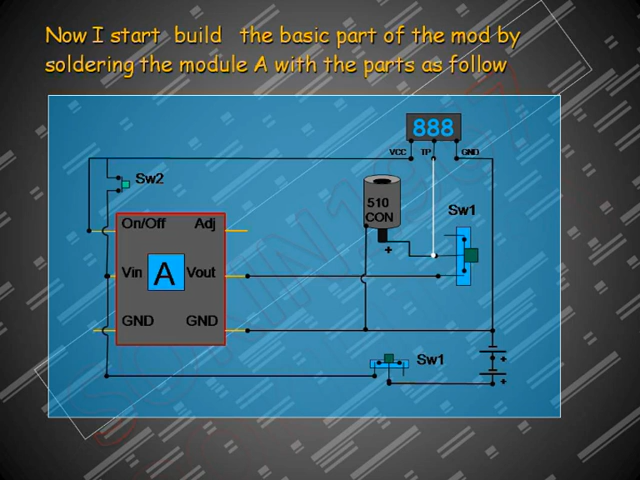 Now I start build the basic part of the mod by
soldering the module A with the parts as follow
888
VCC TP GND
Sw2
510
CON
Sw1
On/Off Adj
+
Vin A Vout
GND GND
Sw1
+
+